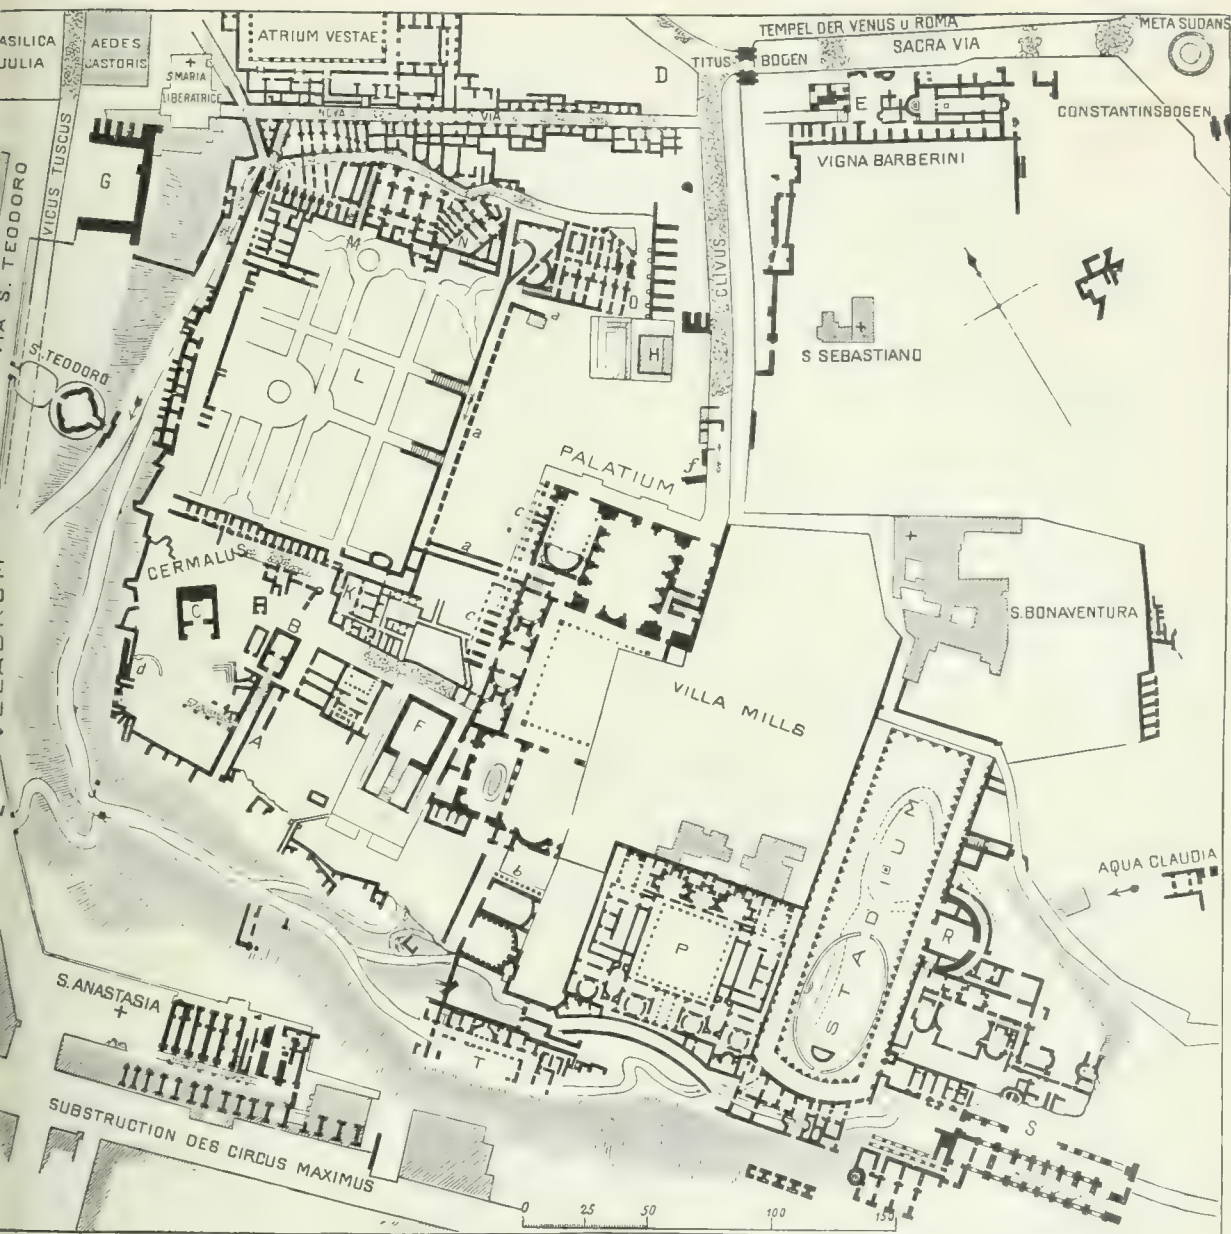 ASILICA
JULIA
AEDES
CASTORIS
S MARIA
LIBERATRICE
ATRIUM VESTAE
TEMPEL DER VENUS U ROMA
META SUDANS
TITUS
BOGEN
SACRA VIA
D
E
CONSTANTINSBOGEN
NOVA
VIA
VIGNA BARBERINI
VICUS TUSCUS
VIA S. TEODORO
G
e
M
N
O
CLIVUS
a
H
S SEBASTIANO
S. TEODORO
L
a
PALATIUM
f
c
a
CERMALUS
C
K
B
c
d
S. BONAVENTURA
VILLA MILLS
A
F
STADIUM
AQUA CLAUDIA
b
P
R
S. ANASTASIA
T
S
SUBSTRUCTION DES CIRCUS MAXIMUS
0 25 50 100 150